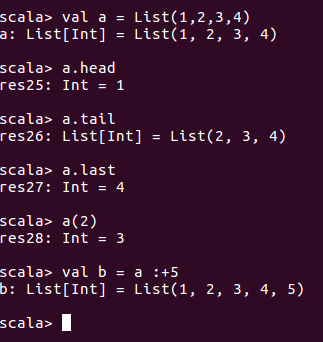 scala> val a = List(1,2,3,4)
a: List[Int] = List(1, 2, 3, 4)
scala> a.head
res25: Int = 1
scala> a.tail
res26: List[Int] = List(2, 3, 4)
scala> a.last
res27: Int = 4
scala> a(2)
res28: Int = 3
scala> val b = a :+5
b: List[Int] = List(1, 2, 3, 4, 5)
scala>